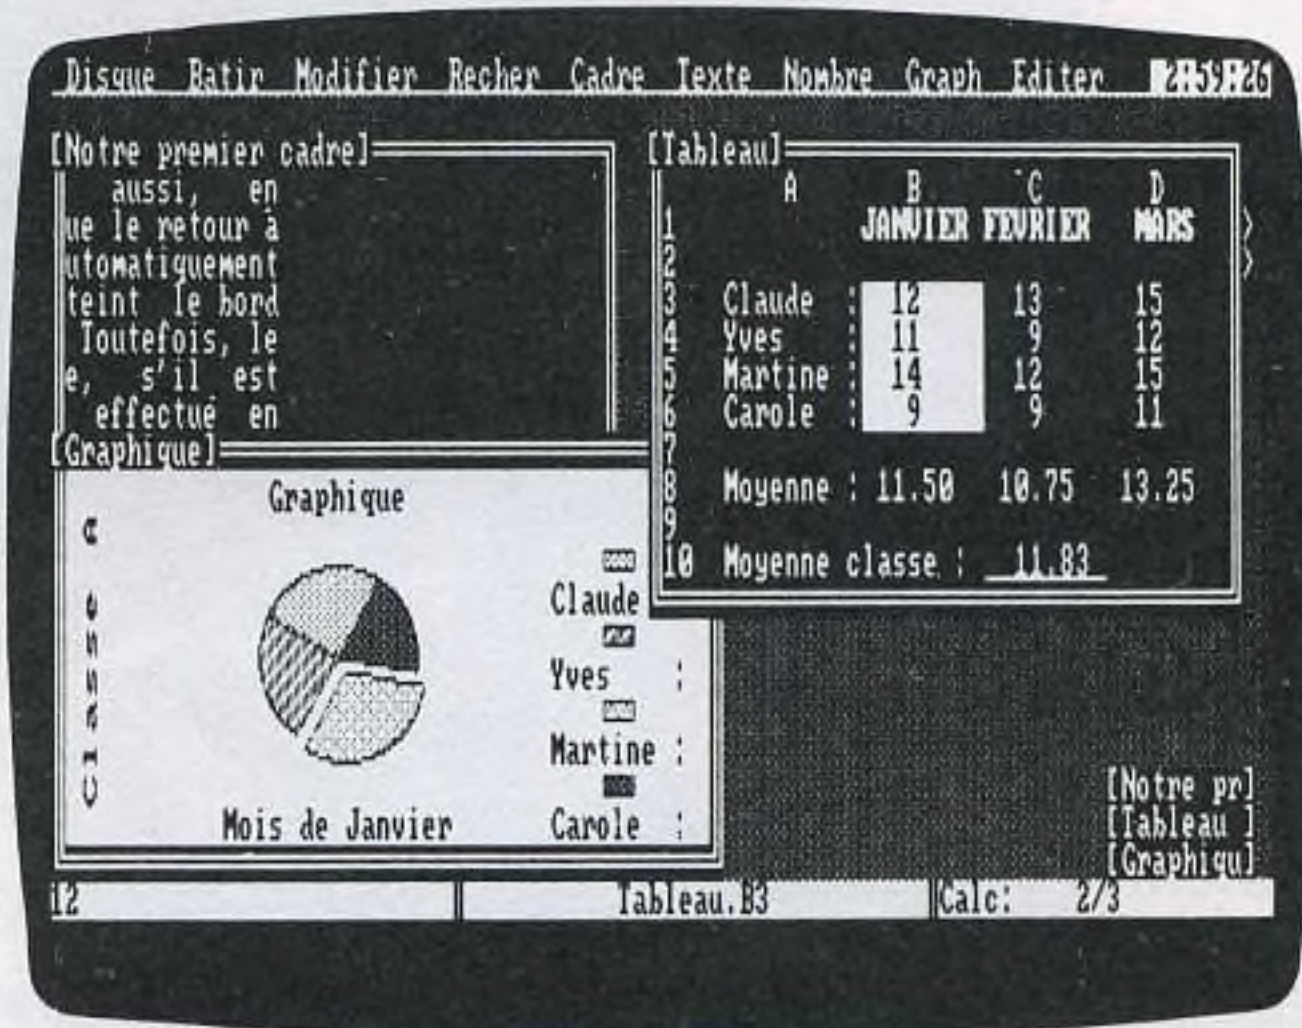 Disque Batir Modifier Recher Cadre Texte Nombre Graph Editer 2:59:26
[Notre premier cadre]
aussi, en
ue le retour à
utomatiquement
teint le bord
Toutefois, le
e, s'il est
effectué en
[Tableau]
A B C D
1 JANVIER FEVRIER MARS
2
3 Claude : 12 13 15
4 Yves : 11 9 12
5 Martine : 14 12 15
6 Carole : 9 9 11
7
8 Moyenne : 11.50 10.75 13.25
9
10 Moyenne classe : 11.83
[Graphique]
Graphique
Classe A
Claude
Yves :
Martine :
Carole :
Mois de Janvier
[Notre pr]
[Tableau ]
[Graphiqu]
12 Tableau.B3 Calc: 2/3